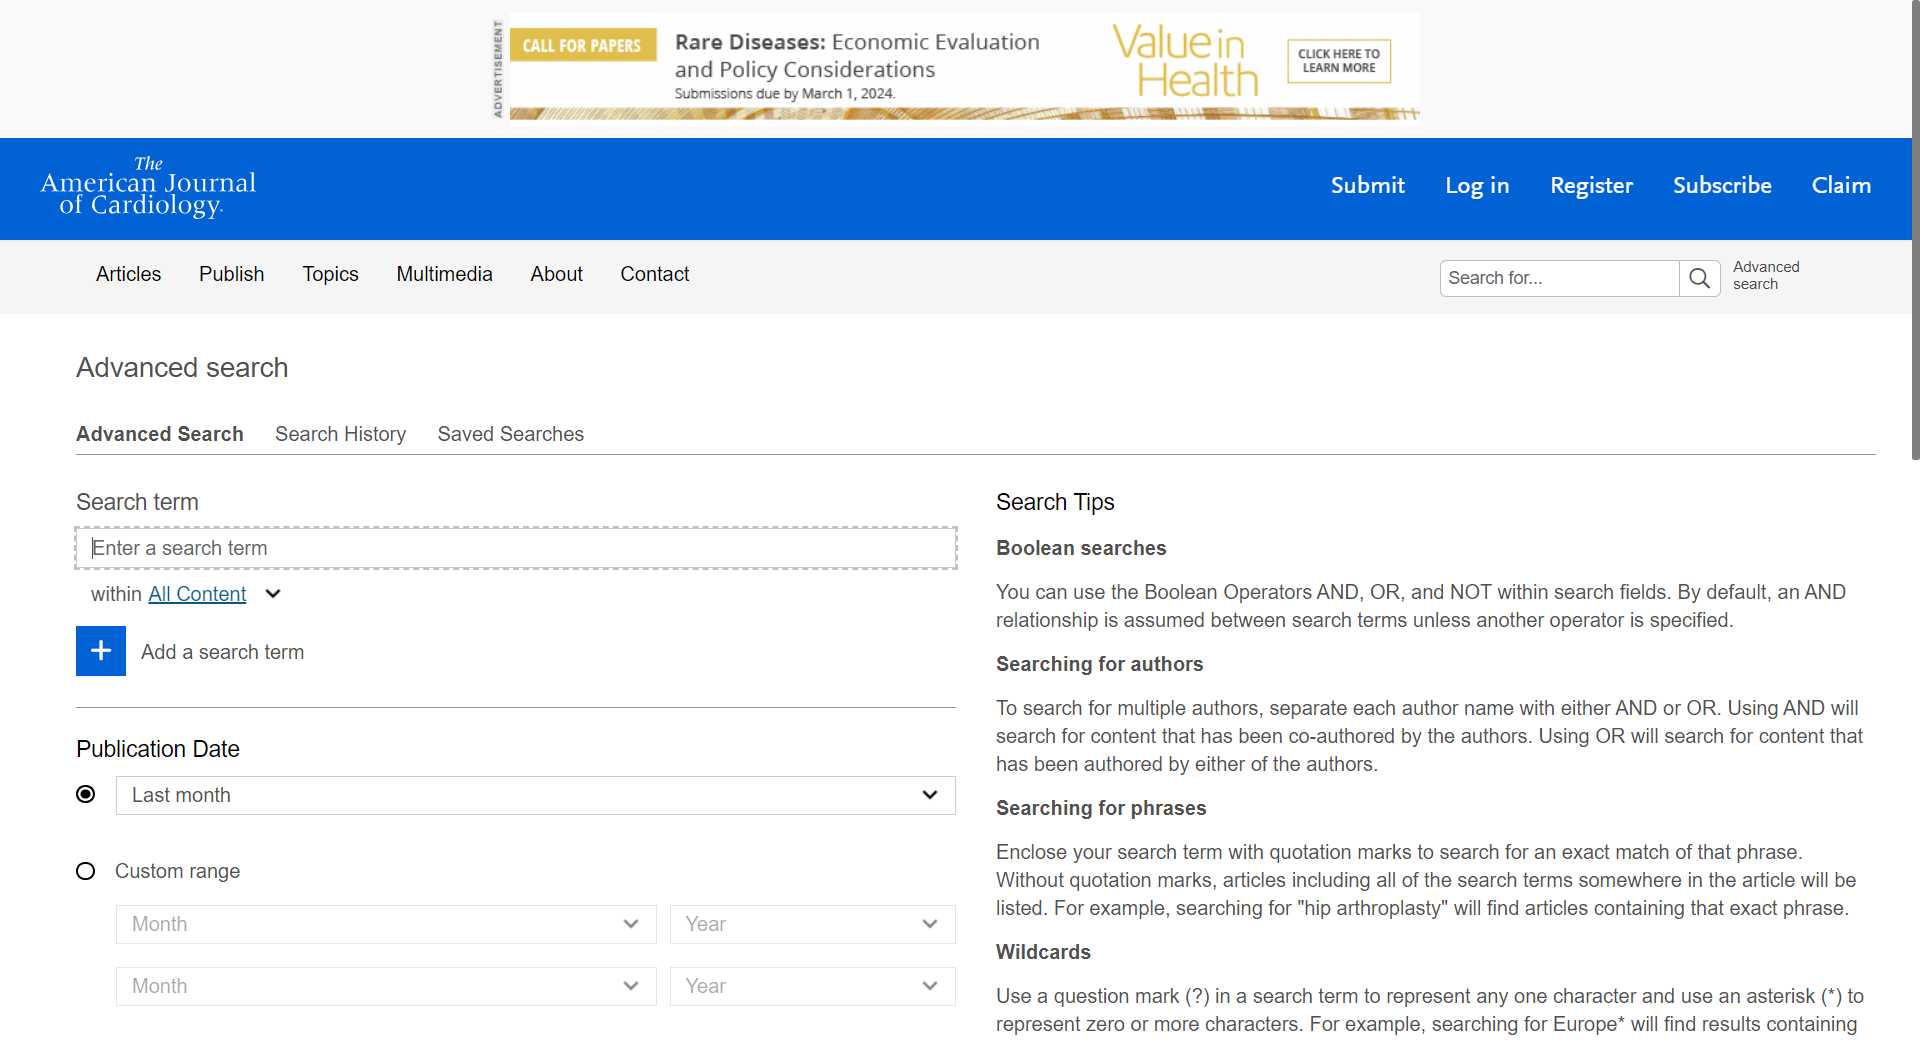 ADVERTISEMENT
CALL FOR PAPERS
Rare Diseases: Economic Evaluation
and Policy Considerations
Submissions due by March 1, 2024.
Value in
Health
CLICK HERE TO
LEARN MORE
The
American Journal
of Cardiology.
Submit
Log in
Register
Subscribe
Claim
Articles
Publish
Topics
Multimedia
About
Contact
Search for...
Advanced
search
Advanced search
Advanced Search
Search History
Saved Searches
Search term
Enter a search term
within All Content
Add a search term
Publication Date
Last month
Custom range
Month
Year
Month
Year
Search Tips
Boolean searches
You can use the Boolean Operators AND, OR, and NOT within search fields. By default, an AND
relationship is assumed between search terms unless another operator is specified.
Searching for authors
To search for multiple authors, separate each author name with either AND or OR. Using AND will
search for content that has been co-authored by the authors. Using OR will search for content that
has been authored by either of the authors.
Searching for phrases
Enclose your search term with quotation marks to search for an exact match of that phrase.
Without quotation marks, articles including all of the search terms somewhere in the article will be
listed. For example, searching for "hip arthroplasty" will find articles containing that exact phrase.
Wildcards
Use a question mark (?) in a search term to represent any one character and use an asterisk (*) to
represent zero or more characters. For example, searching for Europe* will find results containing